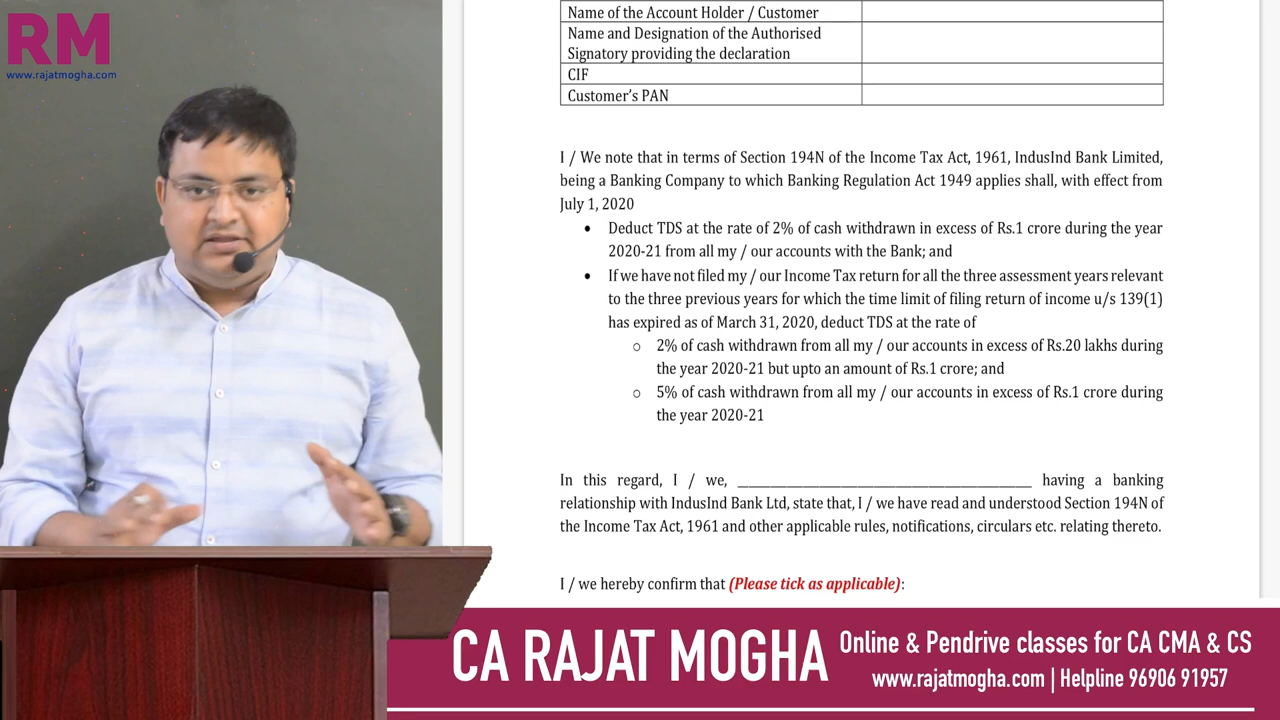 RM
www.rajatmogha.com
Name of the Account Holder / Customer
Name and Designation of the Authorised
Signatory providing the declaration
CIF
Customer's PAN
I / We note that in terms of Section 194N of the Income Tax Act, 1961, IndusInd Bank Limited,
being a Banking Company to which Banking Regulation Act 1949 applies shall, with effect from
July 1, 2020
• Deduct TDS at the rate of 2% of cash withdrawn in excess of Rs.1 crore during the year
2020-21 from all my / our accounts with the Bank; and
• If we have not filed my / our Income Tax return for all the three assessment years relevant
to the three previous years for which the time limit of filing return of income u/s 139(1)
has expired as of March 31, 2020, deduct TDS at the rate of
o 2% of cash withdrawn from all my / our accounts in excess of Rs.20 lakhs during
the year 2020-21 but upto an amount of Rs.1 crore; and
o 5% of cash withdrawn from all my / our accounts in excess of Rs.1 crore during
the year 2020-21
In this regard, I / we, ______________________________ having a banking
relationship with IndusInd Bank Ltd, state that, I / we have read and understood Section 194N of
the Income Tax Act, 1961 and other applicable rules, notifications, circulars etc. relating thereto.
I / we hereby confirm that (Please tick as applicable):
CA RAJAT MOGHA
Online & Pendrive classes for CA CMA & CS
www.rajatmogha.com | Helpline 96906 91957